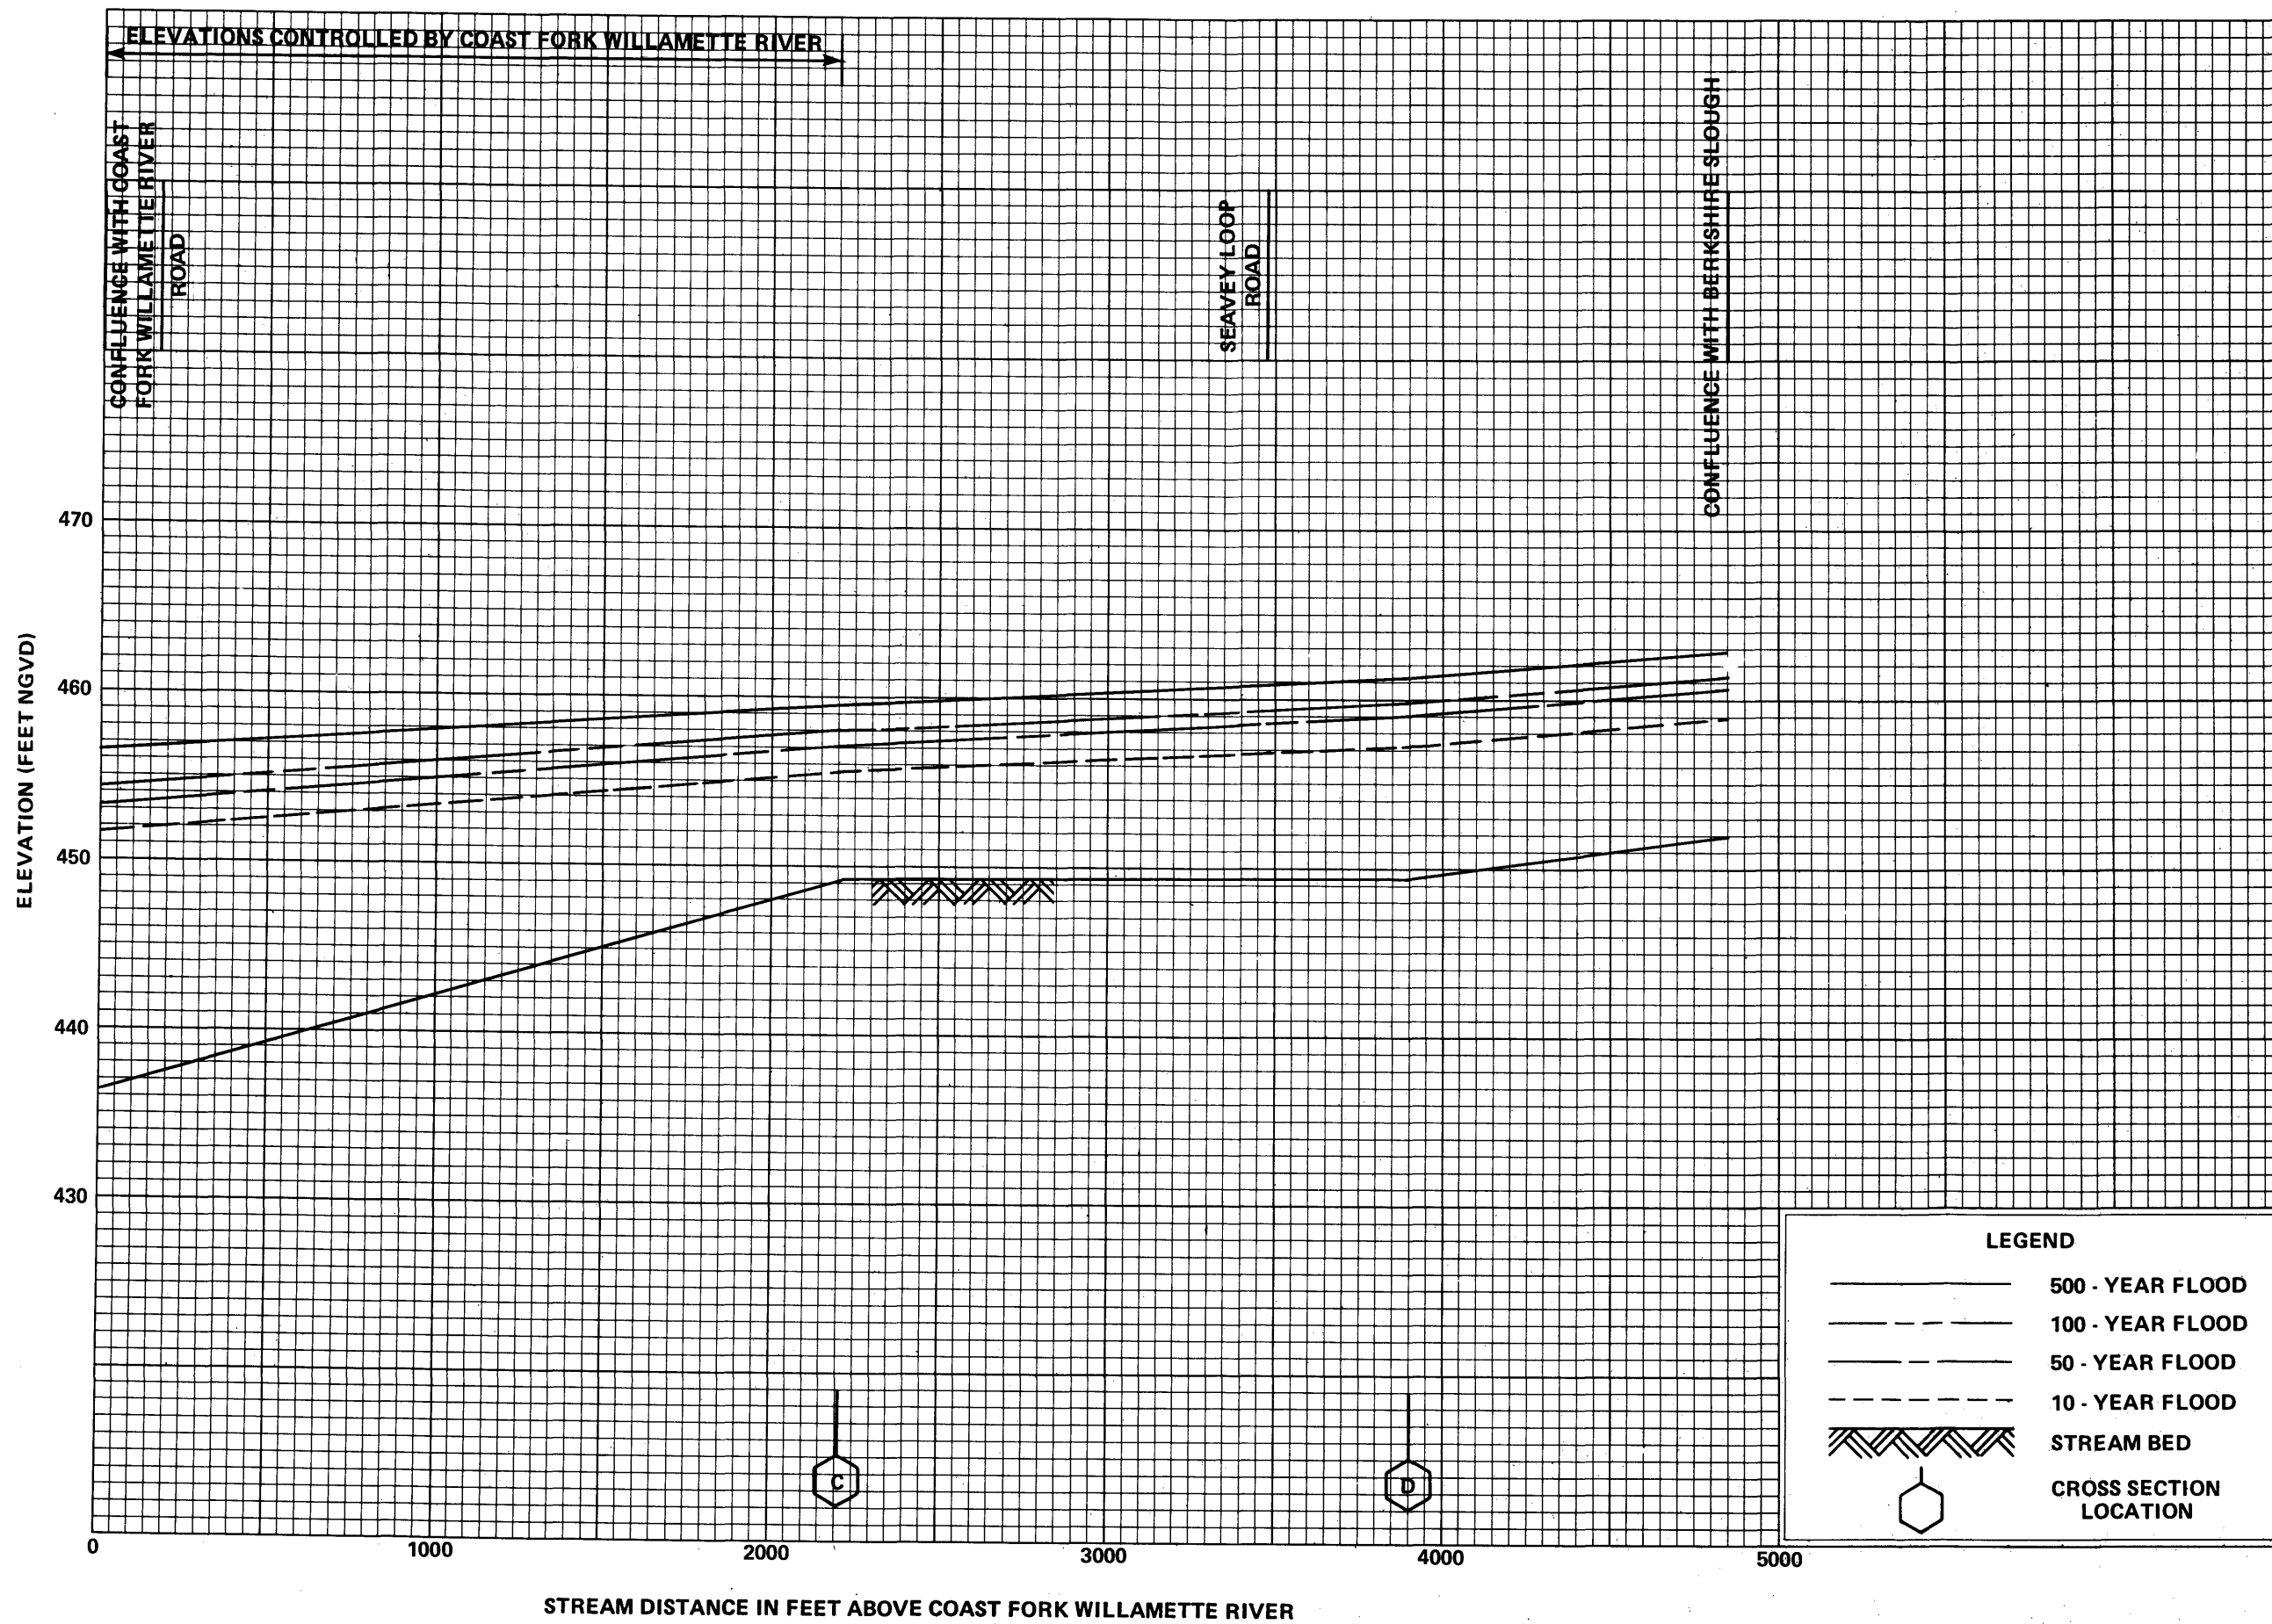 ELEVATIONS CONTROLLED BY COAST FORK WILLAMETTE RIVER
CONFLUENCE WITH COAST
FORK WILLAMETTE RIVER
ROAD
SEAVEY LOOP
ROAD
CONFLUENCE WITH BERKSHIRE SLOUGH
ELEVATION (FEET NGVD)
470
460
450
440
430
C
D
0
1000
2000
3000
4000
5000
STREAM DISTANCE IN FEET ABOVE COAST FORK WILLAMETTE RIVER
LEGEND
500 - YEAR FLOOD
100 - YEAR FLOOD
50 - YEAR FLOOD
10 - YEAR FLOOD
STREAM BED
CROSS SECTION
LOCATION